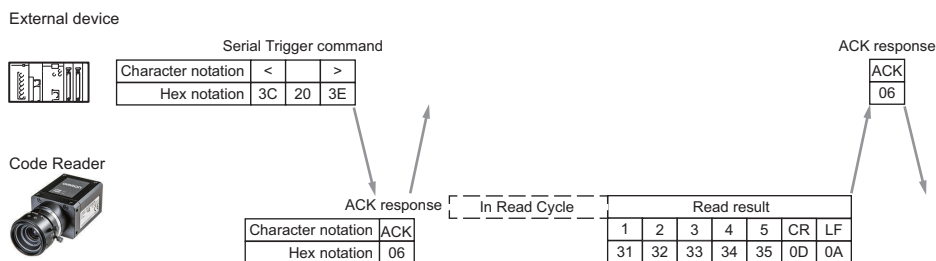 External device
Serial Trigger command
ACK response
Character notation < >
ACK
Hex notation 3C 20 3E
06
Code Reader
ACK response
In Read Cycle
Read result
Character notation ACK
1 2 3 4 5 CR LF
Hex notation 06
31 32 33 34 35 0D 0A